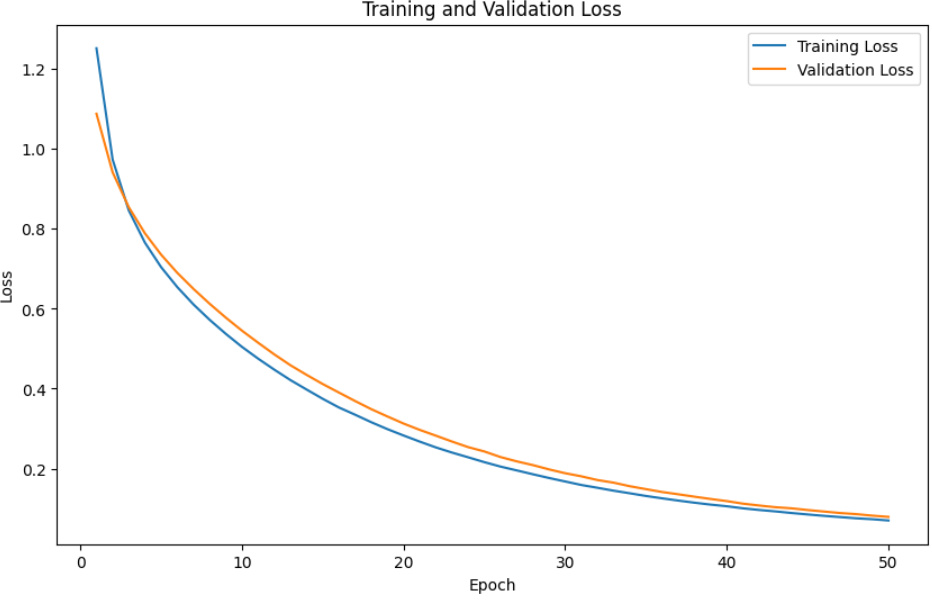 Training and Validation Loss
Training Loss
Validation Loss
1.2
1.0
0.8
0.6
0.4
0.2
Loss
0 10 20 30 40 50
Epoch